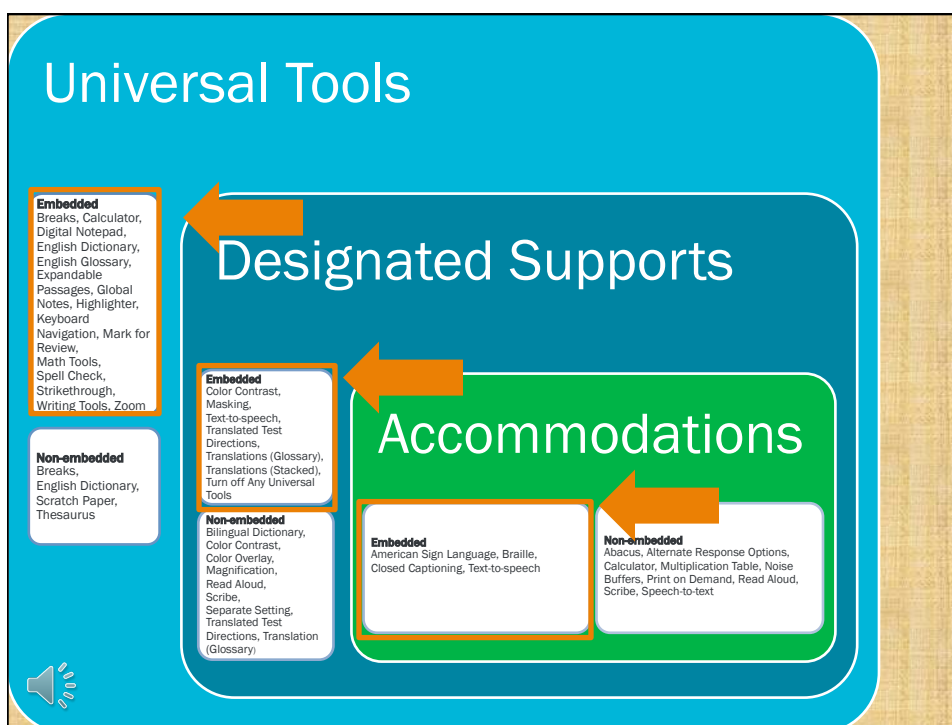 Universal Tools
Embedded
Breaks, Calculator,
Digital Notepad,
English Dictionary,
English Glossary,
Expandable
Passages, Global
Notes, Highlighter,
Keyboard
Navigation, Mark for
Review,
Math Tools,
Spell Check,
Strikethrough,
Writing Tools, Zoom
Non-embedded
Breaks,
English Dictionary,
Scratch Paper,
Thesaurus
Designated Supports
Embedded
Color Contrast,
Masking,
Text-to-speech,
Translated Test
Directions,
Translations (Glossary),
Translations (Stacked),
Turn off Any Universal
Tools
Non-embedded
Bilingual Dictionary,
Color Contrast,
Color Overlay,
Magnification,
Read Aloud,
Scribe,
Separate Setting,
Translated Test
Directions, Translation
(Glossary)
Accommodations
Embedded
American Sign Language, Braille,
Closed Captioning, Text-to-speech
Non-embedded
Abacus, Alternate Response Options,
Calculator, Multiplication Table, Noise
Buffers, Print on Demand, Read Aloud,
Scribe, Speech-to-text